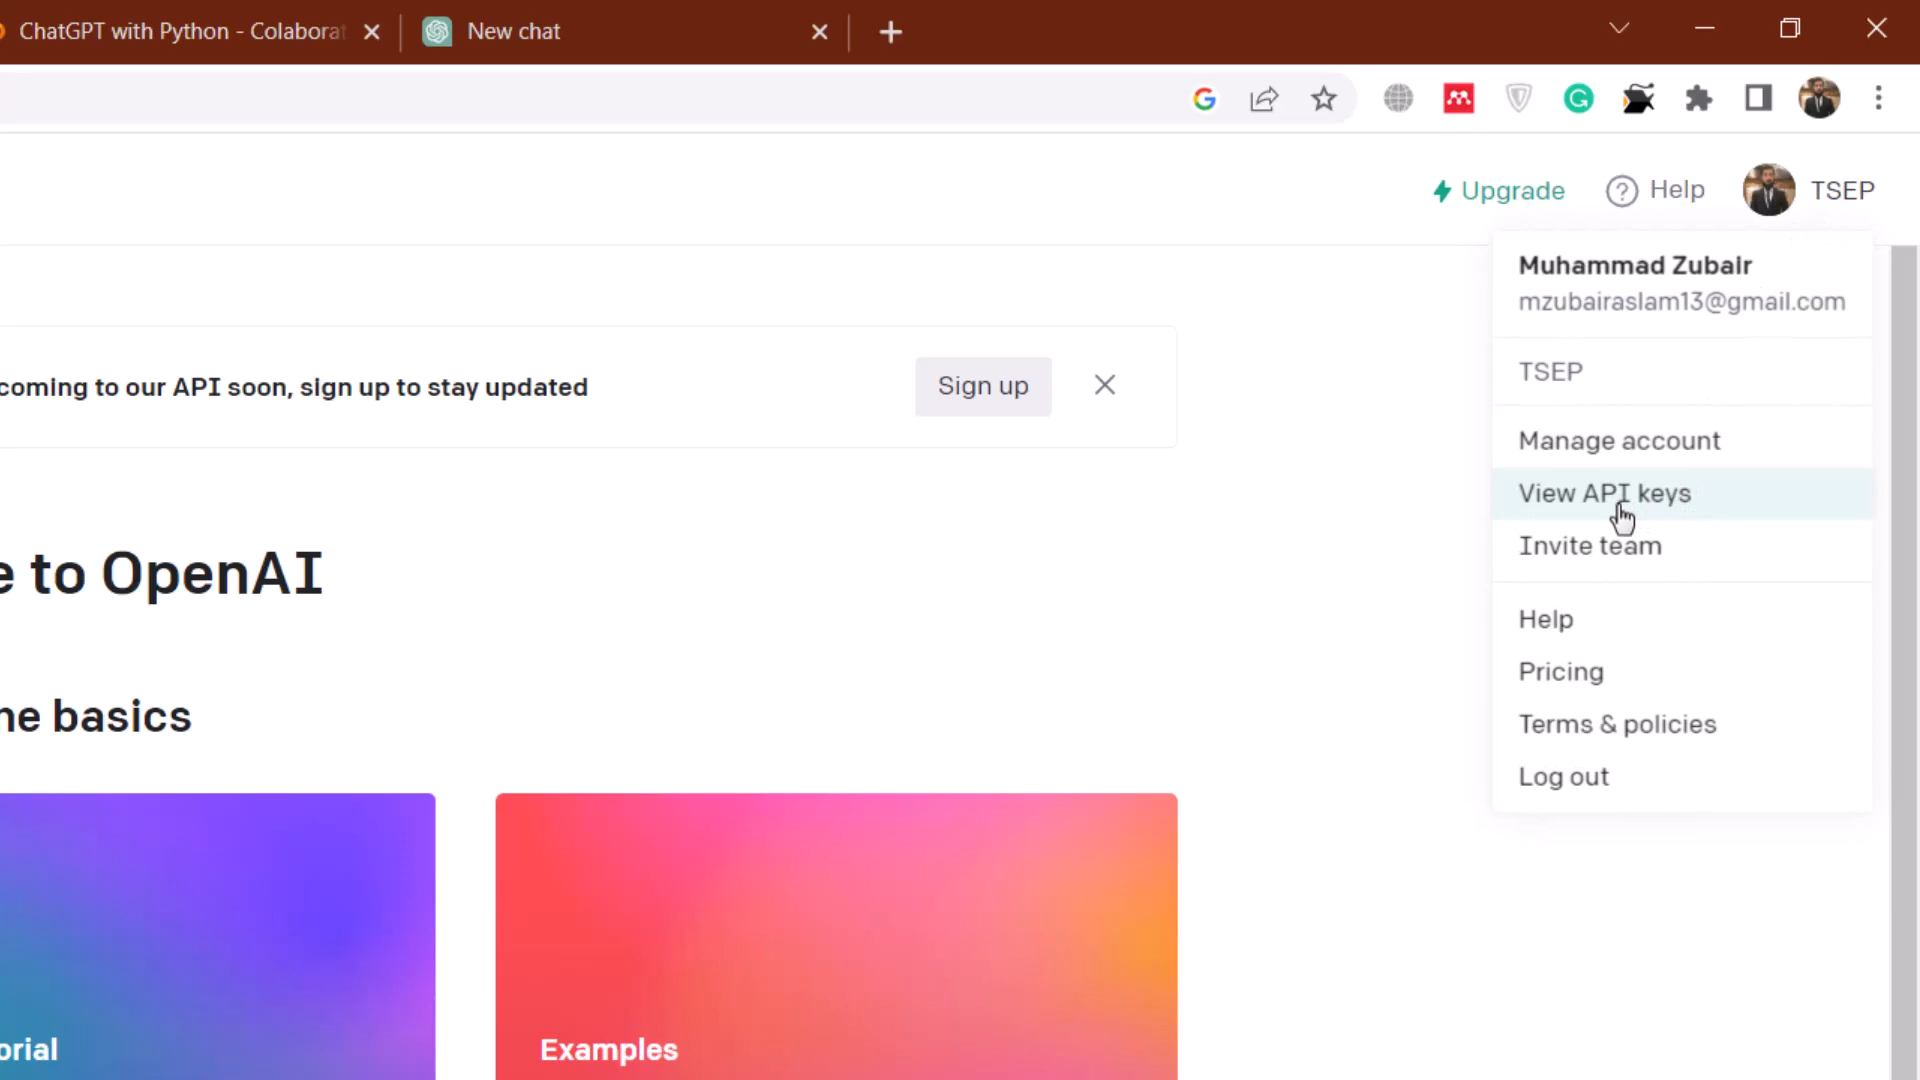 ChatGPT with Python - Colaborat
New chat
Upgrade
Help
TSEP
Muhammad Zubair
mzubairaslam13@gmail.com
coming to our API soon, sign up to stay updated
Sign up
TSEP
Manage account
View API keys
Invite team
e to OpenAI
Help
Pricing
ne basics
Terms & policies
Log out
orial
Examples